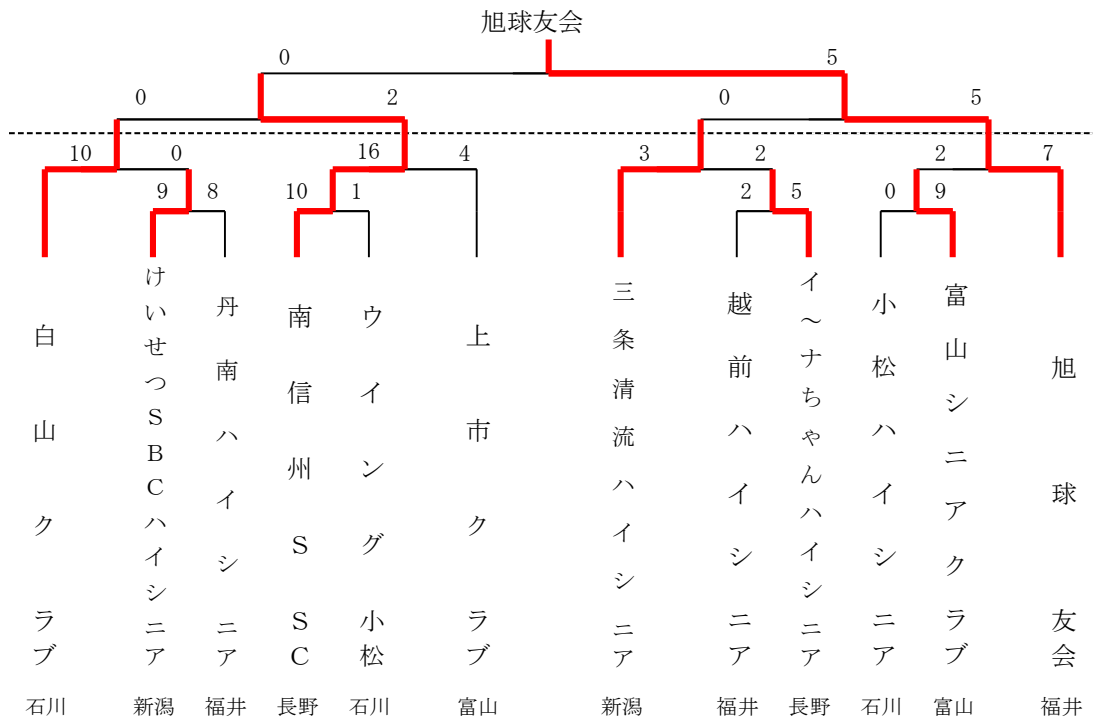 旭球友会
0 5
0 2 0 5
10 0 16 4 3 2 2 7
9 8 10 1 2 5 0 9
白山クラブ
けいせつSBCハイシニア
丹南ハイシニア
南信州SSC
ウイング小松
上市クラブ
三条清流ハイシニア
越前ハイシニア
イ～ナちゃんハイシニア
小松ハイシニア
富山シニアクラブ
旭球友会
石川 新潟 福井 長野 石川 富山 新潟 福井 長野 石川 富山 福井